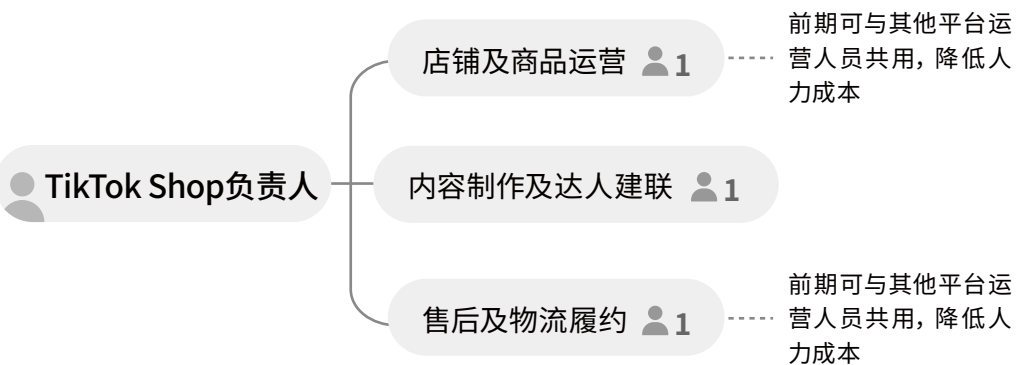 前期可与其他平台运
营人员共用，降低人
力成本
店铺及商品运营 1
TikTok Shop负责人
内容制作及达人建联 1
售后及物流履约 1
前期可与其他平台运
营人员共用，降低人
力成本